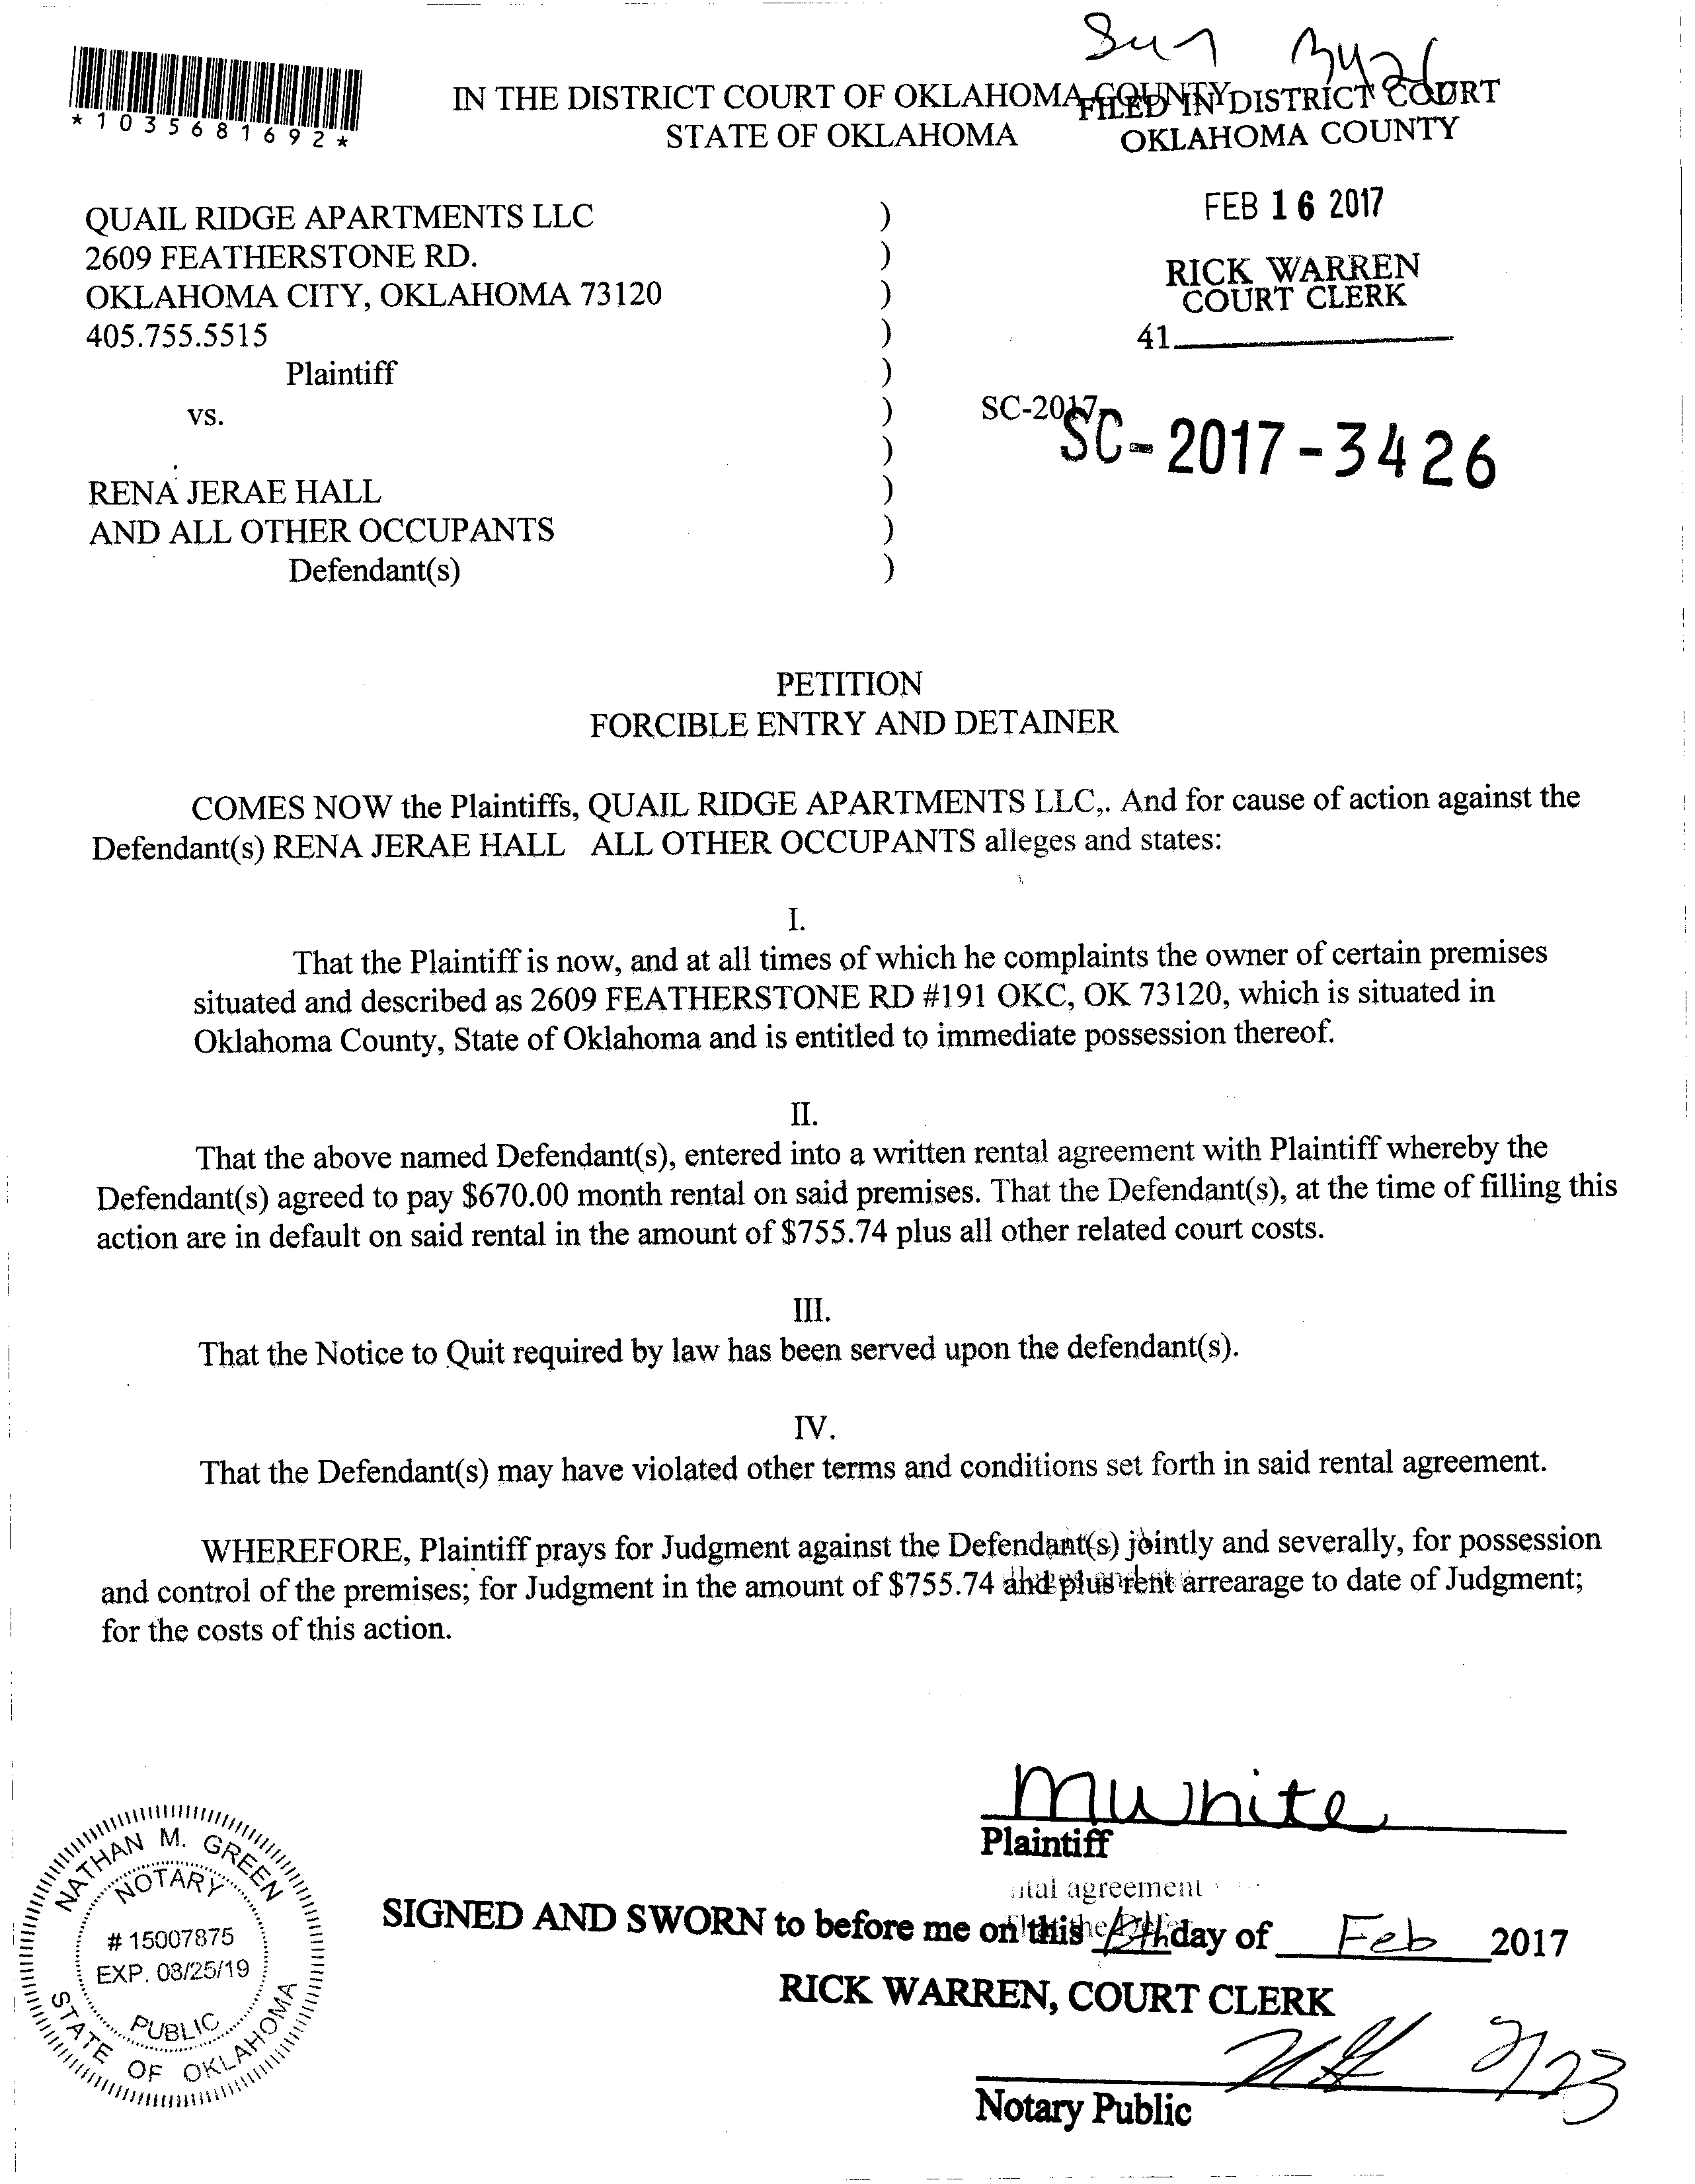 *1035681692*
IN THE DISTRICT COURT OF OKLAHOMA COUNTY
STATE OF OKLAHOMA
FILED IN DISTRICT COURT
OKLAHOMA COUNTY
FEB 16 2017
RICK WARREN
COURT CLERK
41
QUAIL RIDGE APARTMENTS LLC )
2609 FEATHERSTONE RD. )
OKLAHOMA CITY, OKLAHOMA 73120 )
405.755.5515 )
Plaintiff )
vs. ) SC-2017-
) SC-2017-3426
RENA JERAE HALL )
AND ALL OTHER OCCUPANTS )
Defendant(s) )
PETITION
FORCIBLE ENTRY AND DETAINER
COMES NOW the Plaintiffs, QUAIL RIDGE APARTMENTS LLC,. And for cause of action against the
Defendant(s) RENA JERAE HALL ALL OTHER OCCUPANTS alleges and states:
I.
That the Plaintiff is now, and at all times of which he complaints the owner of certain premises
situated and described as 2609 FEATHERSTONE RD #191 OKC, OK 73120, which is situated in
Oklahoma County, State of Oklahoma and is entitled to immediate possession thereof.
II.
That the above named Defendant(s), entered into a written rental agreement with Plaintiff whereby the
Defendant(s) agreed to pay $670.00 month rental on said premises. That the Defendant(s), at the time of filling this
action are in default on said rental in the amount of $755.74 plus all other related court costs.
III.
That the Notice to Quit required by law has been served upon the defendant(s).
IV.
That the Defendant(s) may have violated other terms and conditions set forth in said rental agreement.
WHEREFORE, Plaintiff prays for Judgment against the Defendant(s) jointly and severally, for possession
and control of the premises; for Judgment in the amount of $755.74 and plus rent arrearage to date of Judgment;
for the costs of this action.
MWhite
Plaintiff
agreement
SIGNED AND SWORN to before me on this day of Feb 2017
RICK WARREN, COURT CLERK
2/23
Notary Public
NATHAN M. GREEN
NOTARY
# 15007875
EXP. 08/25/19
PUBLIC
STATE OF OKLAHOMA